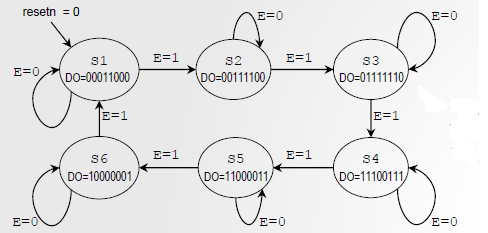 resetn = 0
E=0
E=0
S1
DO=00011000
E=1
S2
DO=00111100
E=1
S3
DO=01111110
E=0
E=1
E=1
S6
DO=10000001
E=1
S5
DO=11000011
E=1
S4
DO=11100111
E=0
E=0
E=0